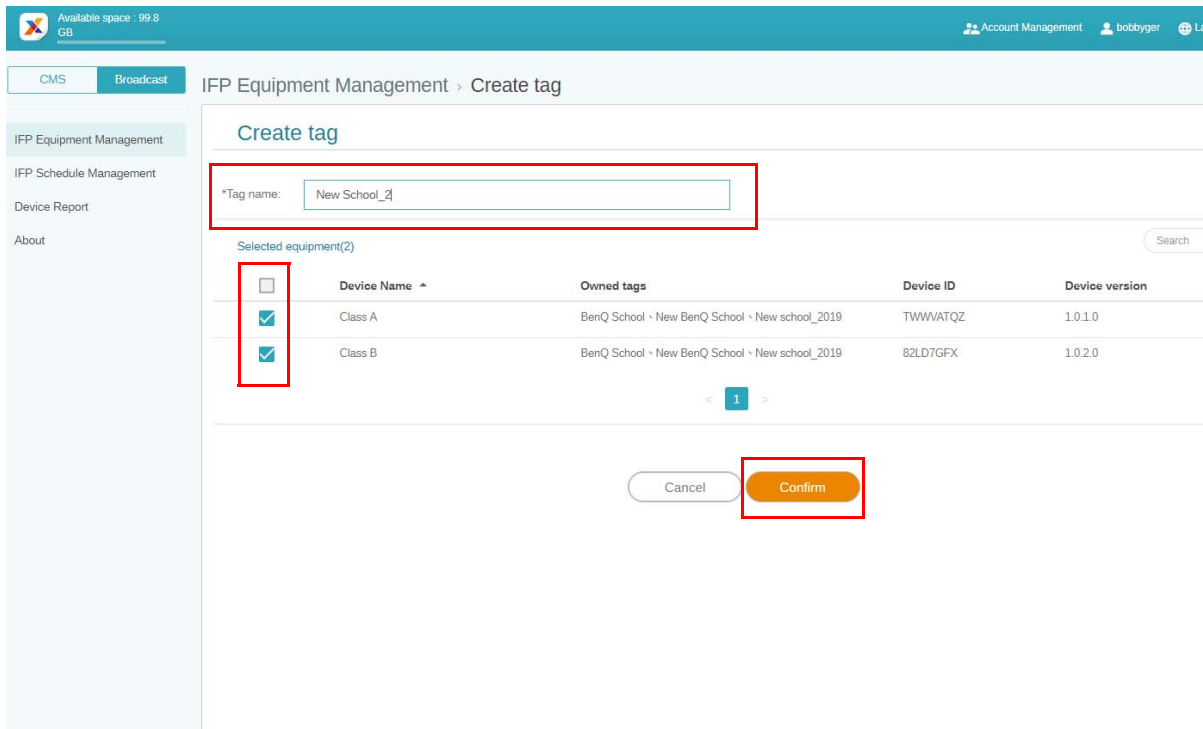 Available space : 99.8
GB
Account Management bobbyger La
CMS Broadcast
IFP Equipment Management › Create tag
IFP Equipment Management
IFP Schedule Management
Device Report
About
Create tag
*Tag name: New School_2
Selected equipment(2) Search
Device Name Owned tags Device ID Device version
Class A BenQ School、New BenQ School、New school_2019 TWWVATQZ 1.0.1.0
Class B BenQ School、New BenQ School、New school_2019 82LD7GFX 1.0.2.0
< 1 >
Cancel Confirm